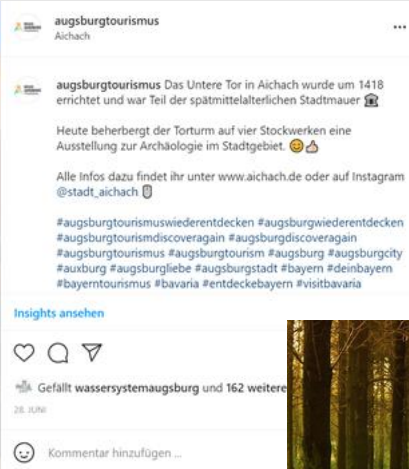 augsburgtourismus
Aichach
augsburgtourismus Das Untere Tor in Aichach wurde um 1418
errichtet und war Teil der spätmittelalterlichen Stadtmauer 🏛
Heute beherbergt der Torturm auf vier Stockwerken eine
Ausstellung zur Archäologie im Stadtgebiet. 😊👍
Alle Infos dazu findet ihr unter www.aichach.de oder auf Instagram
@stadt_aichach 📱
#augsburgtourismuswiederentdecken #augsburgwiederentdecken
#augsburgtourismdiscoveragain #augsburgdiscoveragain
#augsburgtourismus #augsburgtourism #augsburg #augsburgcity
#auxburg #augsburgliebe #augsburgstadt #bayern #deinbayern
#bayerntourismus #bavaria #entdeckebayern #visitbavaria
Insights ansehen
Gefällt wassersystemaugsburg und 162 weitere
28. JUNI
Kommentar hinzufügen ...